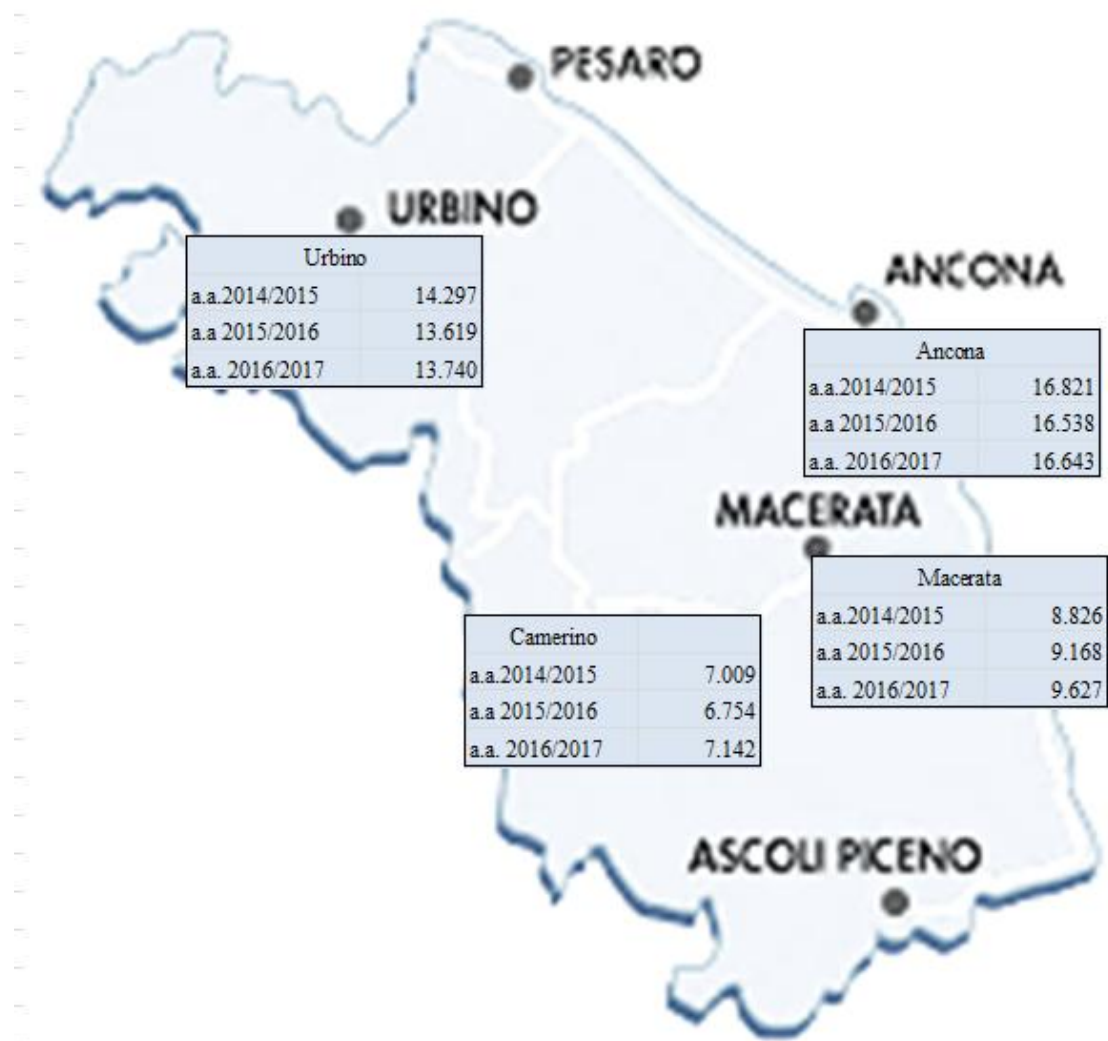 PESARO
URBINO
Urbino
a.a.2014/2015 14.297
a.a 2015/2016 13.619
a.a. 2016/2017 13.740
ANCONA
Ancona
a.a.2014/2015 16.821
a.a 2015/2016 16.538
a.a. 2016/2017 16.643
MACERATA
Macerata
a.a.2014/2015 8.826
a.a 2015/2016 9.168
a.a. 2016/2017 9.627
Camerino
a.a.2014/2015 7.009
a.a 2015/2016 6.754
a.a. 2016/2017 7.142
ASCOLI PICENO